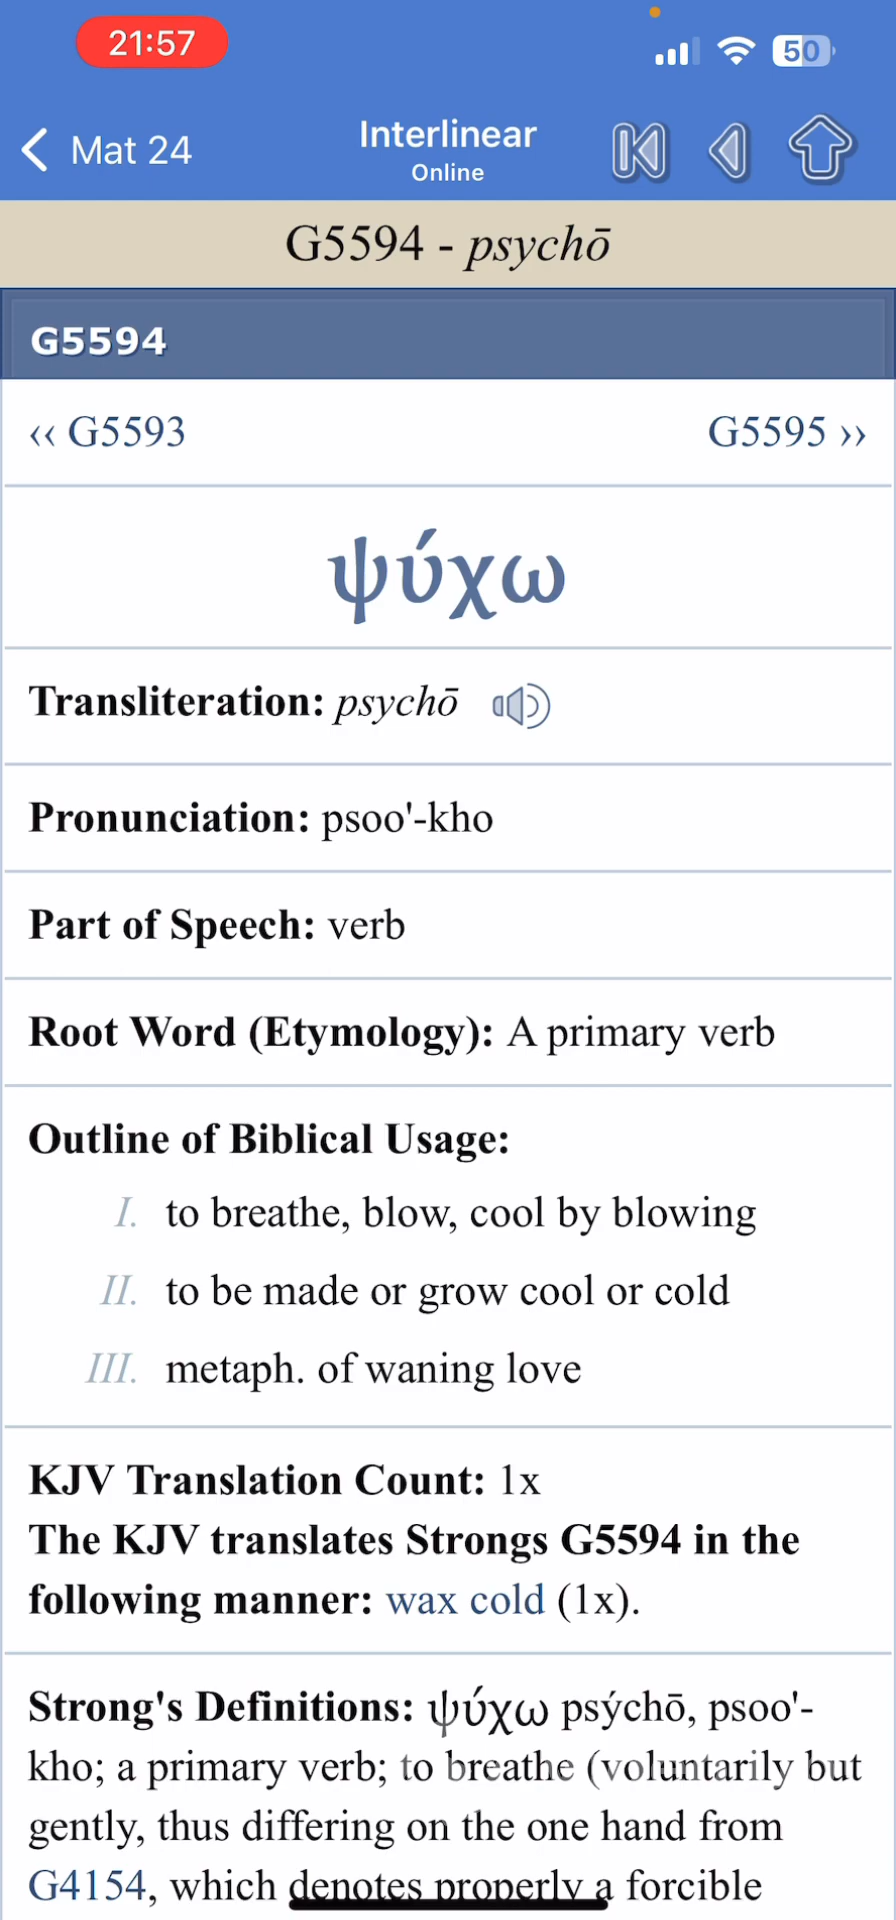 21:57
50
Mat 24
Interlinear
Online
G5594 - psychō
G5594
‹‹ G5593
G5595 ››
ψύχω
Transliteration: psychō
Pronunciation: psoo'-kho
Part of Speech: verb
Root Word (Etymology): A primary verb
Outline of Biblical Usage:
I. to breathe, blow, cool by blowing
II. to be made or grow cool or cold
III. metaph. of waning love
KJV Translation Count: 1x
The KJV translates Strongs G5594 in the
following manner: wax cold (1x).
Strong's Definitions: ψύχω psýchō, psoo'-
kho; a primary verb; to breathe (voluntarily but
gently, thus differing on the one hand from
G4154, which denotes properly a forcible